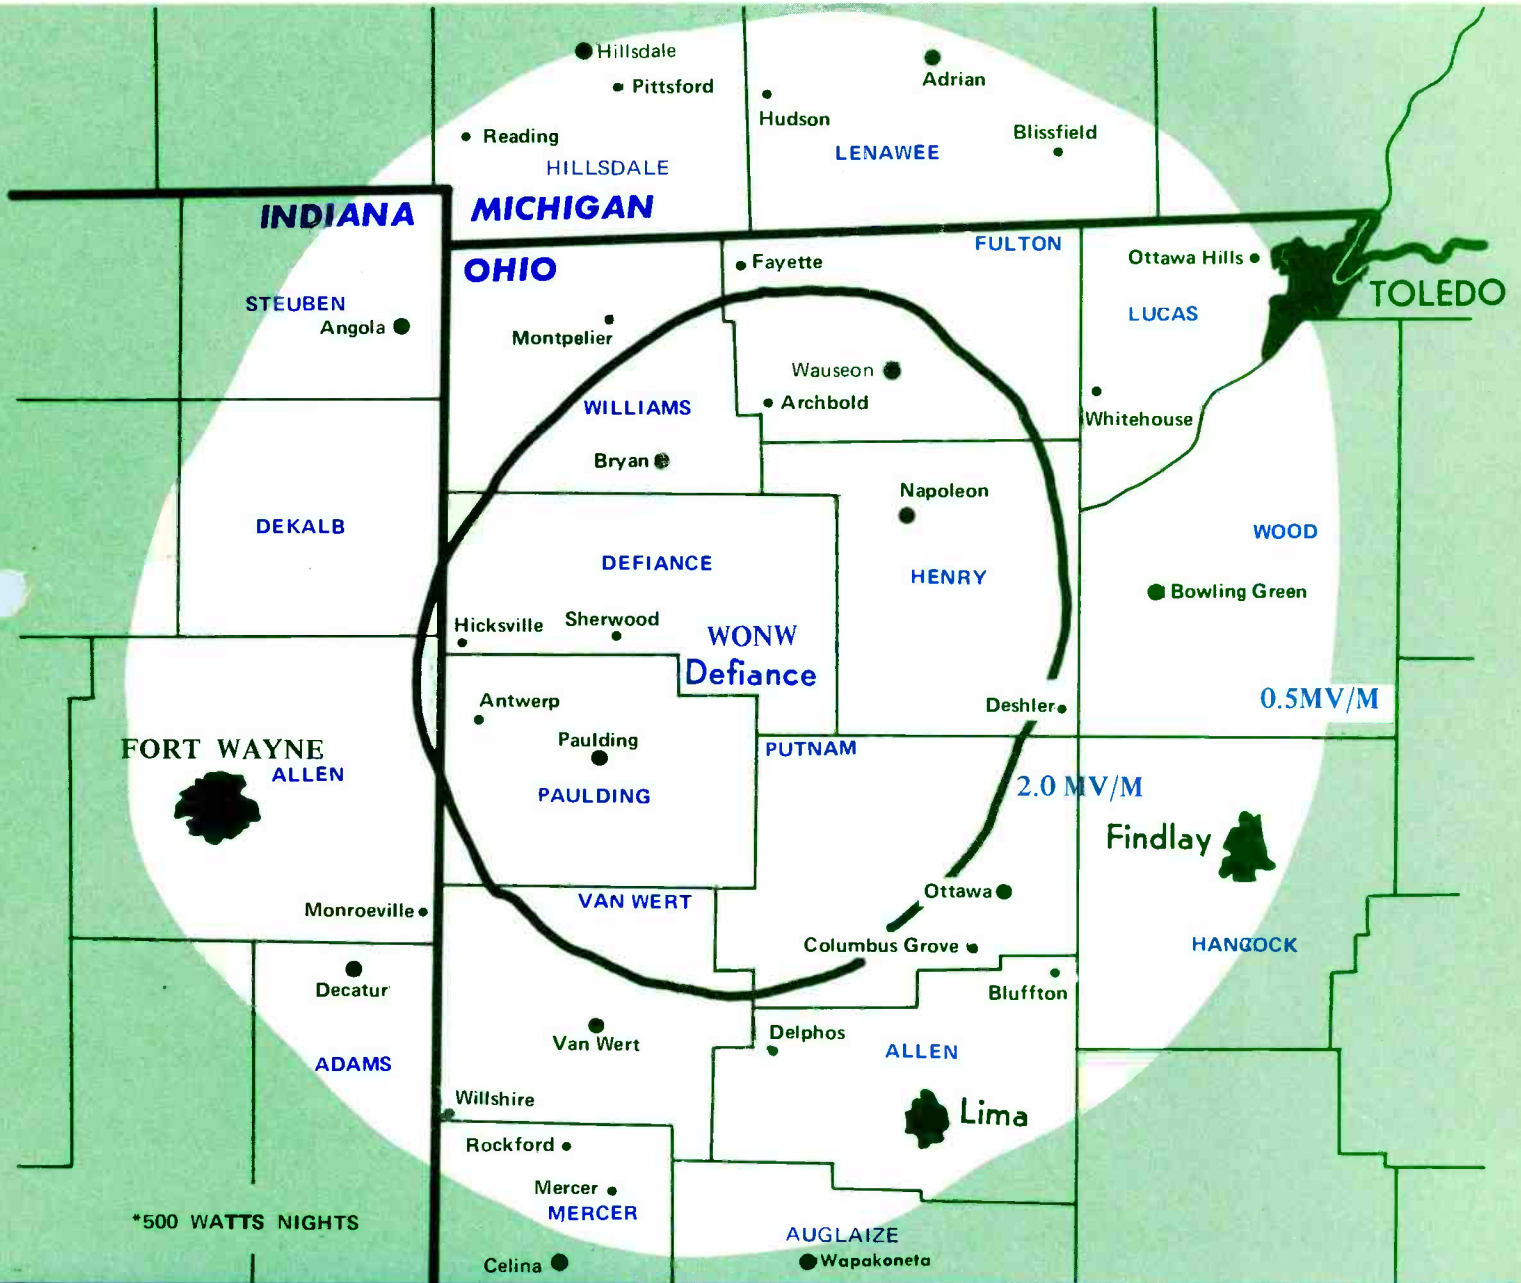 Hillsdale
Pittsford
Adrian
Hudson
Reading
Blissfield
HILLSDALE
LENAWEE
INDIANA
MICHIGAN
FULTON
OHIO
Fayette
Ottawa Hills
STEUBEN
TOLEDO
Angola
LUCAS
Montpelier
Wauseon
WILLIAMS
Archbold
Whitehouse
Bryan
Napoleon
DEKALB
WOOD
DEFIANCE
HENRY
Bowling Green
Hicksville
Sherwood
WONW
Defiance
Antwerp
Deshler
0.5MV/M
FORT WAYNE
Paulding
PUTNAM
ALLEN
PAULDING
2.0 MV/M
Findlay
VAN WERT
Ottawa
Monroeville
Columbus Grove
HANCOCK
Decatur
Bluffton
Van Wert
Delphos
ALLEN
ADAMS
Willshire
Lima
Rockford
Mercer
MERCER
*500 WATTS NIGHTS
AUGLAIZE
Celina
Wapakoneta